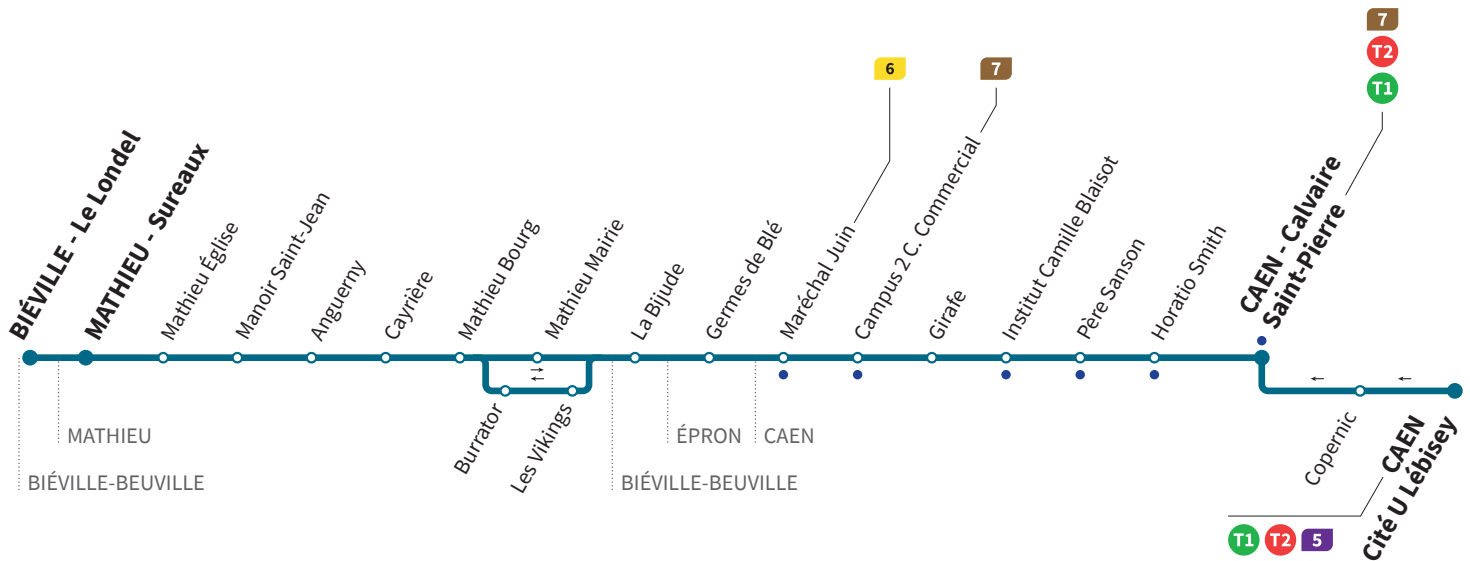 7
T2
T1
6
7
BIÉVILLE - Le Londel
MATHIEU - Sureaux
Mathieu Église
Manoir Saint-Jean
Anguerny
Cayrière
Mathieu Bourg
Mathieu Mairie
La Bijude
Germes de Blé
Maréchal Juin
Campus 2 C. Commercial
Girafe
Institut Camille Blaisot
Père Sanson
Horatio Smith
CAEN - Calvaire
Saint-Pierre
Burrator
Les Vikings
Copernic
CAEN
Cité U Lébisey
MATHIEU
ÉPRON
CAEN
BIÉVILLE-BEUVILLE
BIÉVILLE-BEUVILLE
T1 T2 5